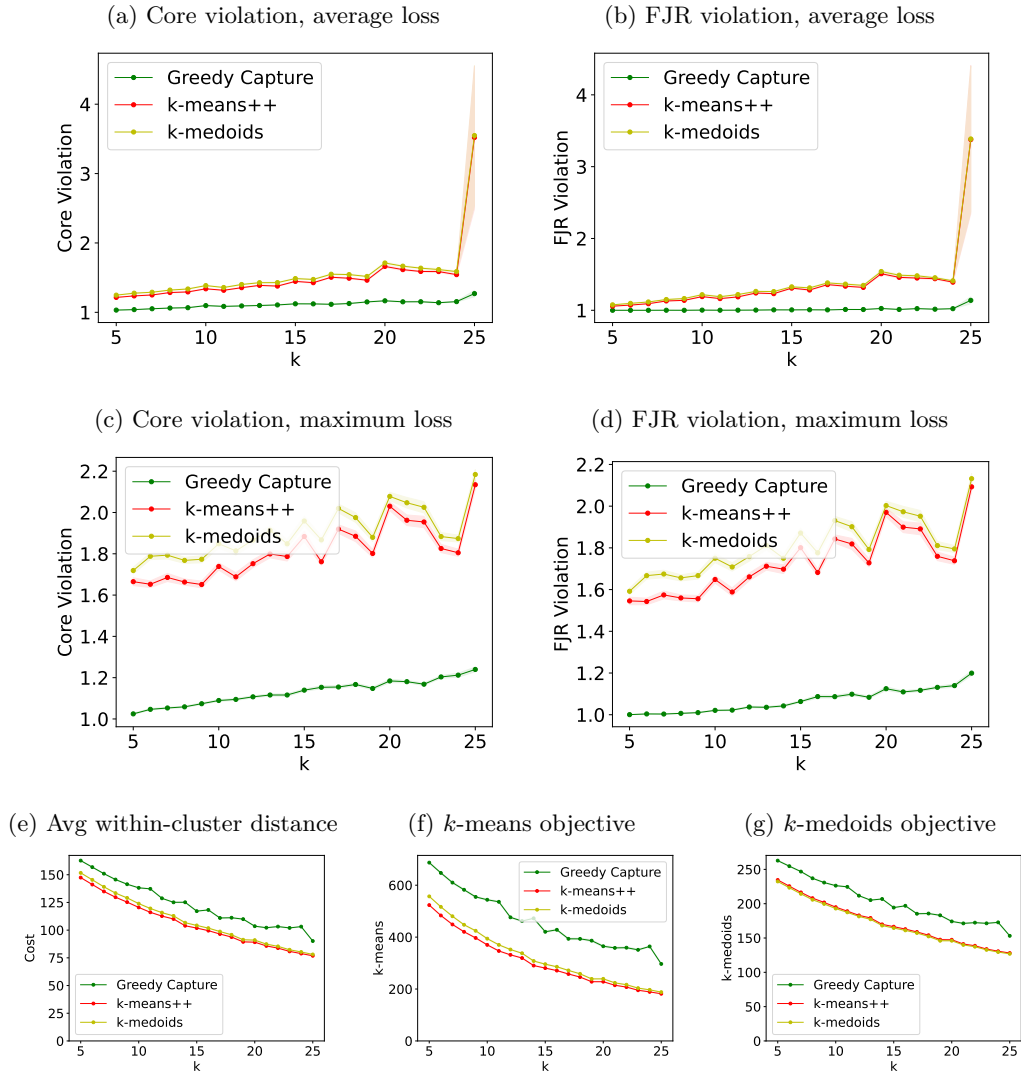 (a) Core violation, average loss
(b) FJR violation, average loss
Greedy Capture
k-means++
k-medoids
Core Violation
4
3
2
1
5 10 15 20 25
k
Greedy Capture
k-means++
k-medoids
FJR Violation
4
3
2
1
5 10 15 20 25
k
(c) Core violation, maximum loss
(d) FJR violation, maximum loss
Greedy Capture
k-means++
k-medoids
Core Violation
2.2
2.0
1.8
1.6
1.4
1.2
1.0
5 10 15 20 25
k
Greedy Capture
k-means++
k-medoids
FJR Violation
2.2
2.0
1.8
1.6
1.4
1.2
1.0
5 10 15 20 25
k
(e) Avg within-cluster distance
(f) k-means objective
(g) k-medoids objective
Cost
150
125
100
75
50
25
0
Greedy Capture
k-means++
k-medoids
5 10 15 20 25
k
k-means
600
400
200
0
Greedy Capture
k-means++
k-medoids
5 10 15 20 25
k
k-medoids
250
200
150
100
50
0
Greedy Capture
k-means++
k-medoids
5 10 15 20 25
k